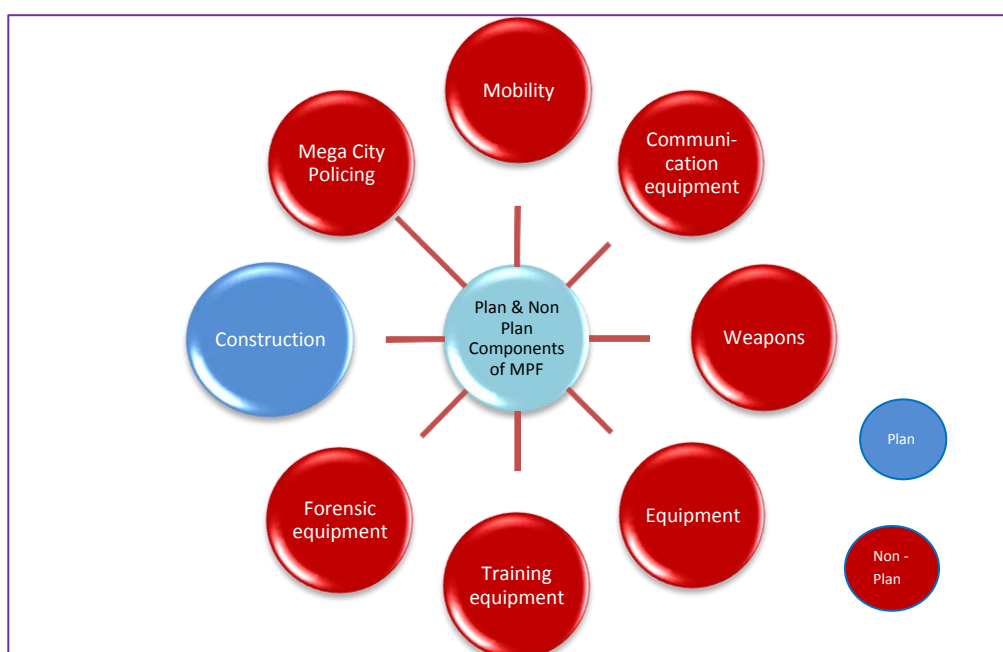 Mobility
Mega City
Policing
Communi-
cation
equipment
Construction
Plan & Non
Plan
Components
of MPF
Weapons
Plan
Forensic
equipment
Equipment
Training
equipment
Non -
Plan